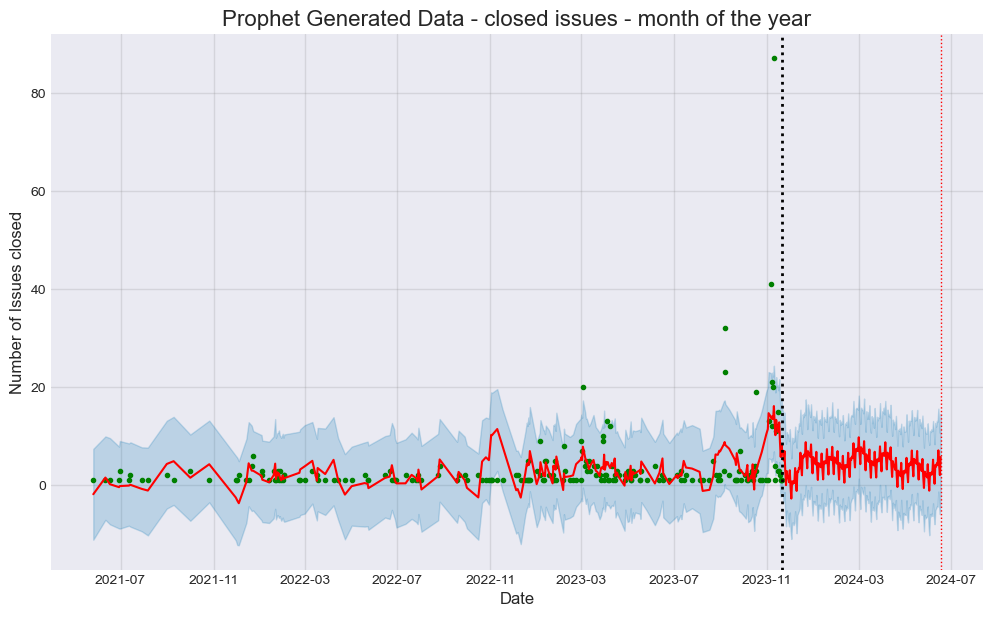 Prophet Generated Data - closed issues - month of the year
Number of Issues closed
80
60
40
20
0
2021-07 2021-11 2022-03 2022-07 2022-11 2023-03 2023-07 2023-11 2024-03 2024-07
Date